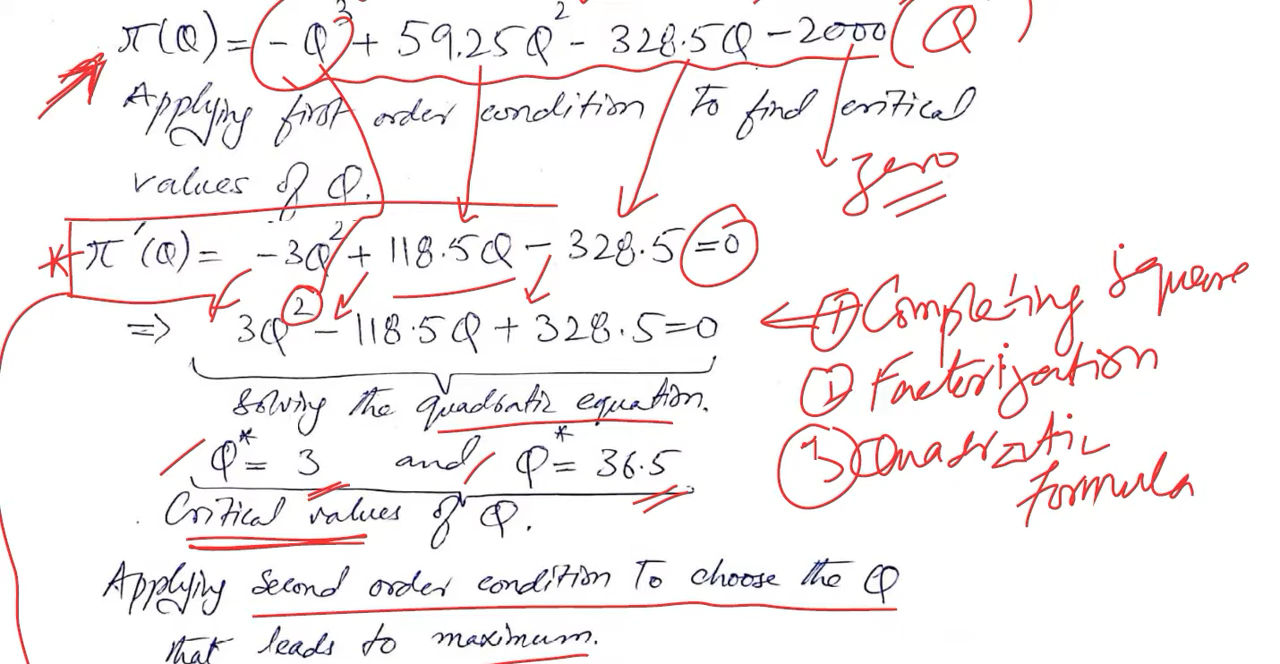 π(Q) = -Q³ + 59.25Q² - 328.5Q - 2000 (Q )
Applying first order condition to find critical
zero
values of Q.
π′(Q) = -3Q² + 118.5Q - 328.5 = 0
⇒ 3Q² - 118.5Q + 328.5 = 0
① Completing square
① Factorization
solving the quadratic equation.
③ Quadratic
Formula
Q* = 3 and Q* = 36.5
Critical values of Q.
Applying second order condition to choose the Q
that leads to maximum.